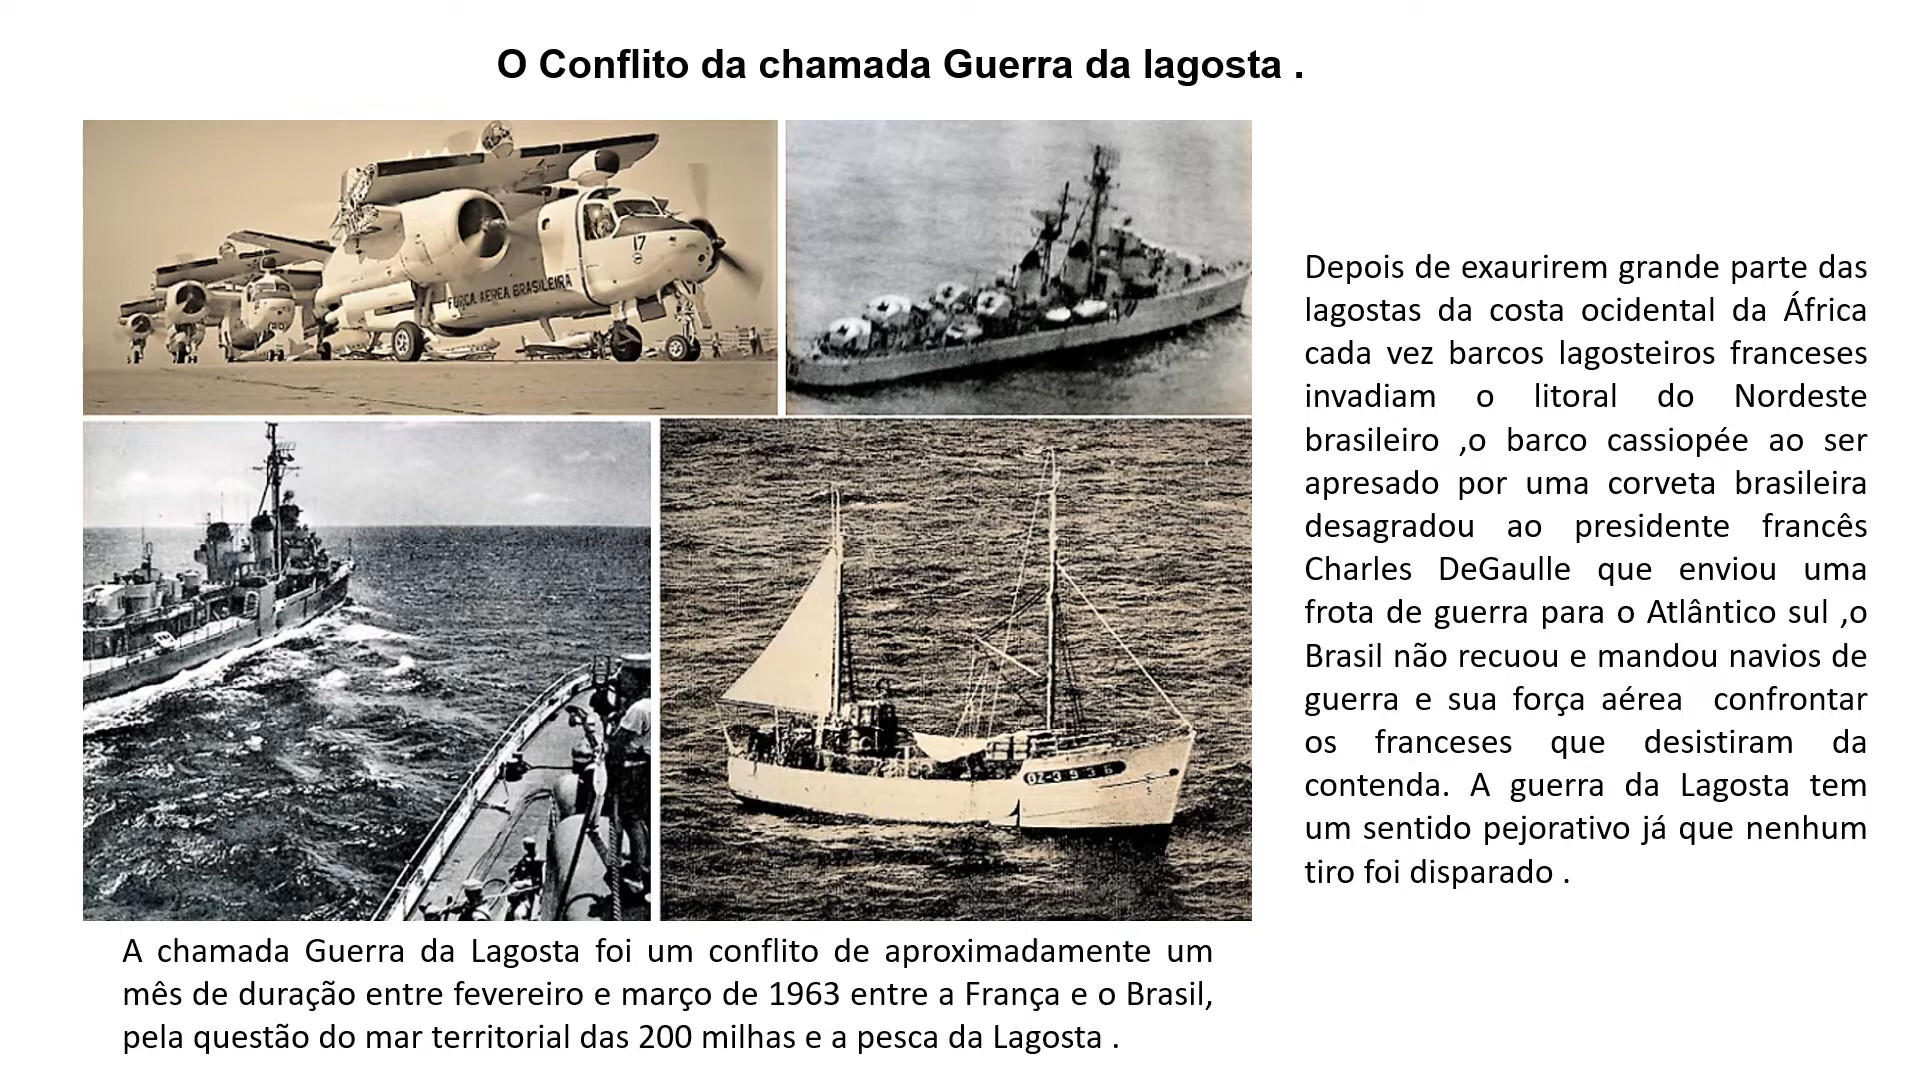 O Conflito da chamada Guerra da lagosta .
17
FORÇA AEREA BRASILEIRA
Depois de exaurirem grande parte das
lagostas da costa ocidental da África
cada vez barcos lagosteiros franceses
invadiam o litoral do Nordeste
brasileiro ,o barco cassiopée ao ser
apresado por uma corveta brasileira
desagradou ao presidente francês
Charles DeGaulle que enviou uma
frota de guerra para o Atlântico sul ,o
Brasil não recuou e mandou navios de
guerra e sua força aérea confrontar
os franceses que desistiram da
contenda. A guerra da Lagosta tem
um sentido pejorativo já que nenhum
tiro foi disparado .
A chamada Guerra da Lagosta foi um conflito de aproximadamente um
mês de duração entre fevereiro e março de 1963 entre a França e o Brasil,
pela questão do mar territorial das 200 milhas e a pesca da Lagosta .